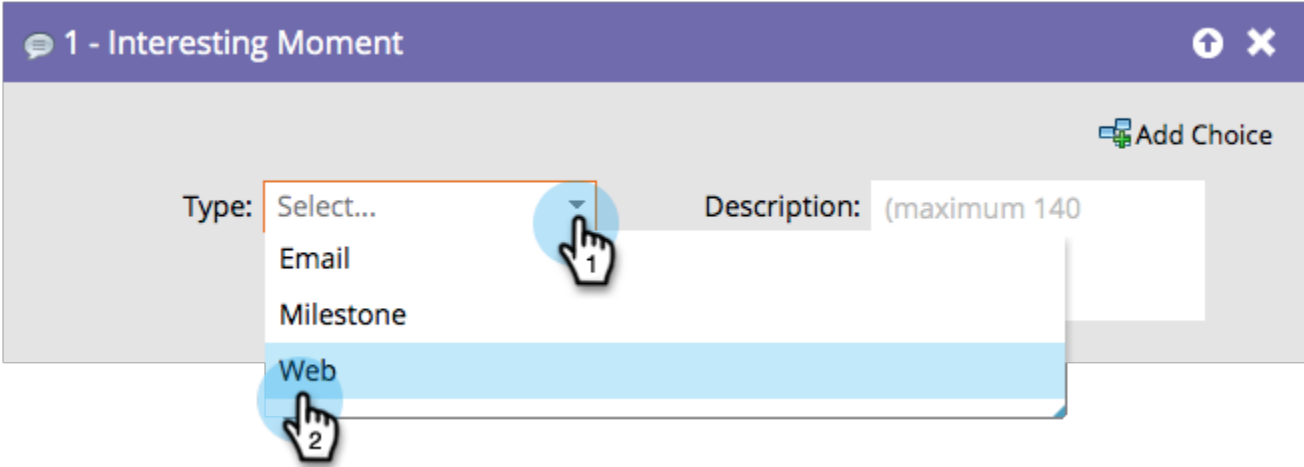 1 - Interesting Moment
Add Choice
Type: Select... Description: (maximum 140
1
Email
Milestone
Web
2